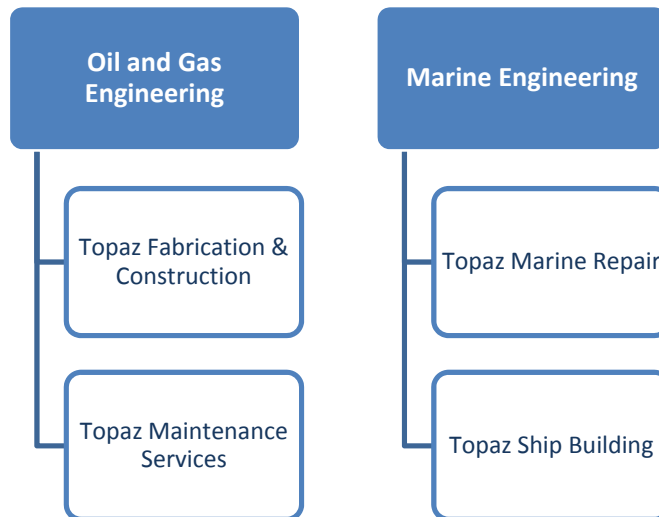 Oil and Gas
Engineering
Topaz Fabrication &
Construction
Topaz Maintenance
Services
Marine Engineering
Topaz Marine Repair
Topaz Ship Building